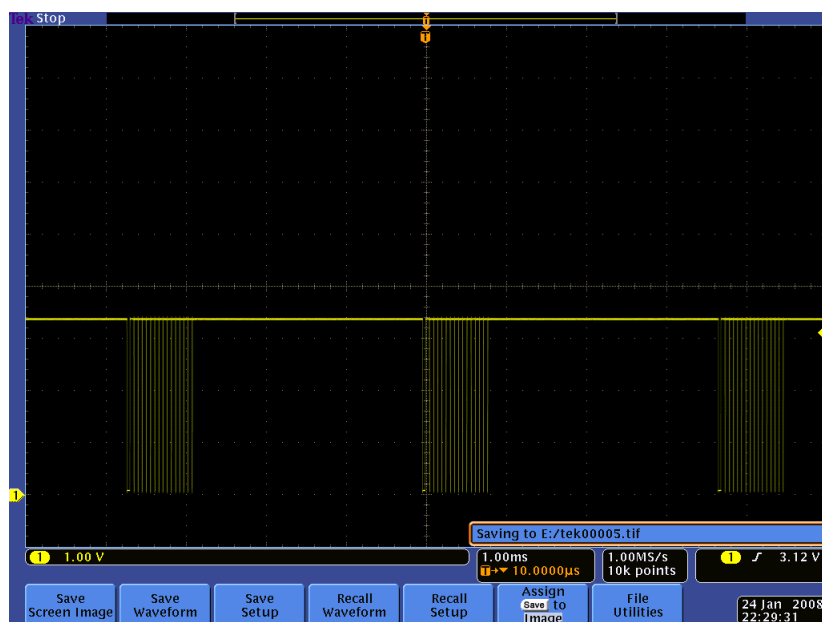 Tek Stop
T
T
1
Saving to E:/tek00005.tif
1 1.00 V
1.00ms
T→▼ 10.0000µs
1.00MS/s
10k points
1 ∫ 3.12 V
Save
Screen Image
Save
Waveform
Save
Setup
Recall
Waveform
Recall
Setup
Assign
Save to
Image
File
Utilities
24 Jan 2008
22:29:31